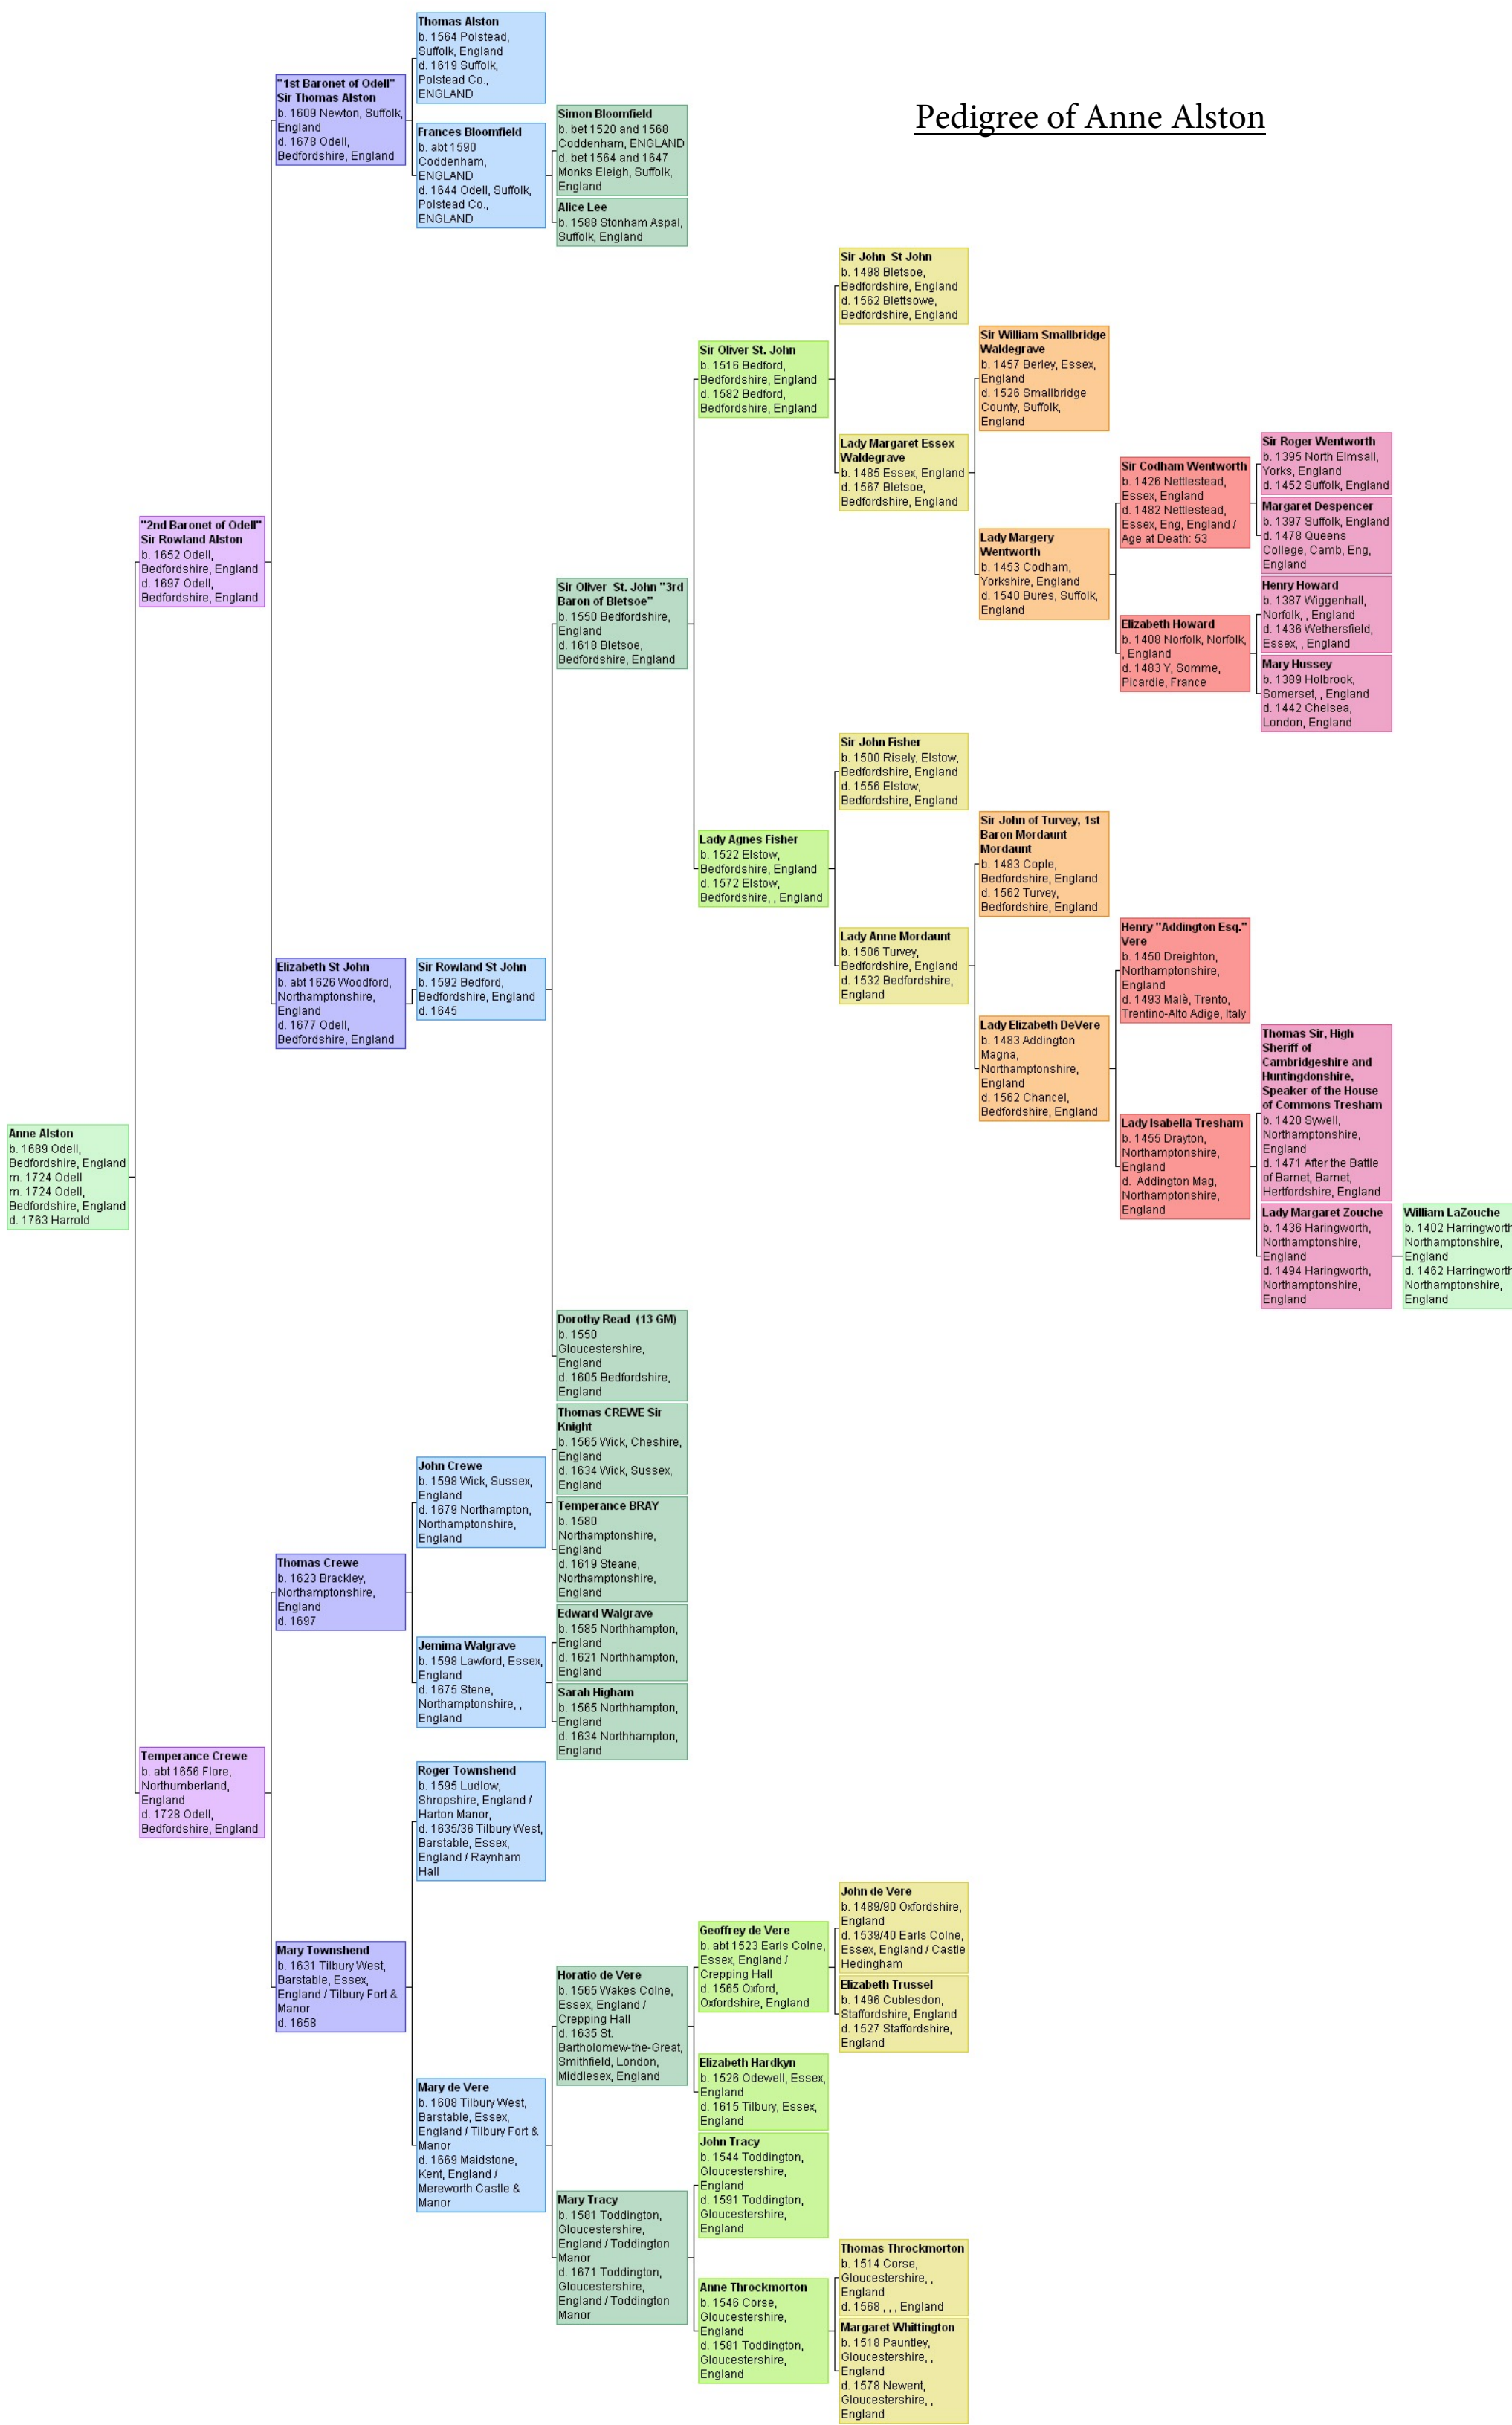 Pedigree of Anne Alston
Thomas Alston
b. 1564 Polstead,
Suffolk, England
d. 1619 Suffolk,
Polstead Co.,
ENGLAND
"1st Baronet of Odell"
Sir Thomas Alston
b. 1609 Newton, Suffolk,
England
d. 1678 Odell,
Bedfordshire, England
Frances Bloomfield
b. abt 1590
Coddenham,
ENGLAND
d. 1644 Odell, Suffolk,
Polstead Co.,
ENGLAND
Simon Bloomfield
b. bet 1520 and 1568
Coddenham, ENGLAND
d. bet 1564 and 1647
Monks Eleigh, Suffolk,
England
Alice Lee
b. 1588 Stonham Aspal,
Suffolk, England
Sir John  St John
b. 1498 Bletsoe,
Bedfordshire, England
d. 1562 Blettsowe,
Bedfordshire, England
Sir Oliver St. John
b. 1516 Bedford,
Bedfordshire, England
d. 1582 Bedford,
Bedfordshire, England
Sir William Smallbridge
Waldegrave
b. 1457 Berley, Essex,
England
d. 1526 Smallbridge
County, Suffolk,
England
Lady Margaret Essex
Waldegrave
b. 1485 Essex, England
d. 1567 Bletsoe,
Bedfordshire, England
Sir Roger Wentworth
b. 1395 North Elmsall,
Yorks, England
d. 1452 Suffolk, England
Sir Codham Wentworth
b. 1426 Nettlestead,
Essex, England
d. 1482 Nettlestead,
Essex, Eng, England /
Age at Death: 53
Margaret Despencer
b. 1397 Suffolk, England
d. 1478 Queens
College, Camb, Eng,
England
Lady Margery
Wentworth
b. 1453 Codham,
Yorkshire, England
d. 1540 Bures, Suffolk,
England
Henry Howard
b. 1387 Wiggenhall,
Norfolk, , England
d. 1436 Wethersfield,
Essex, , England
Elizabeth Howard
b. 1408 Norfolk, Norfolk,
, England
d. 1483 Y, Somme,
Picardie, France
Mary Hussey
b. 1389 Holbrook,
Somerset, , England
d. 1442 Chelsea,
London, England
"2nd Baronet of Odell"
Sir Rowland Alston
b. 1652 Odell,
Bedfordshire, England
d. 1697 Odell,
Bedfordshire, England
Sir Oliver  St. John "3rd
Baron of Bletsoe"
b. 1550 Bedfordshire,
England
d. 1618 Bletsoe,
Bedfordshire, England
Sir John Fisher
b. 1500 Risely, Elstow,
Bedfordshire, England
d. 1556 Elstow,
Bedfordshire, England
Lady Agnes Fisher
b. 1522 Elstow,
Bedfordshire, England
d. 1572 Elstow,
Bedfordshire, , England
Sir John of Turvey, 1st
Baron Mordaunt
Mordaunt
b. 1483 Cople,
Bedfordshire, England
d. 1562 Turvey,
Bedfordshire, England
Lady Anne Mordaunt
b. 1506 Turvey,
Bedfordshire, England
d. 1532 Bedfordshire,
England
Henry "Addington Esq."
Vere
b. 1450 Dreighton,
Northamptonshire,
England
d. 1493 Malè, Trento,
Trentino-Alto Adige, Italy
Lady Elizabeth DeVere
b. 1483 Addington
Magna,
Northamptonshire,
England
d. 1562 Chancel,
Bedfordshire, England
Thomas Sir, High
Sheriff of
Cambridgeshire and
Huntingdonshire,
Speaker of the House
of Commons Tresham
b. 1420 Sywell,
Northamptonshire,
England
d. 1471 After the Battle
of Barnet, Barnet,
Hertfordshire, England
Lady Isabella Tresham
b. 1455 Drayton,
Northamptonshire,
England
d.  Addington Mag,
Northamptonshire,
England
Lady Margaret Zouche
b. 1436 Haringworth,
Northamptonshire,
England
d. 1494 Haringworth,
Northamptonshire,
England
William LaZouche
b. 1402 Harringworth
Northamptonshire,
England
d. 1462 Harringworth
Northamptonshire,
England
Elizabeth St John
b. abt 1626 Woodford,
Northamptonshire,
England
d. 1677 Odell,
Bedfordshire, England
Sir Rowland St John
b. 1592 Bedford,
Bedfordshire, England
d. 1645
Anne Alston
b. 1689 Odell,
Bedfordshire, England
m. 1724 Odell
m. 1724 Odell,
Bedfordshire, England
d. 1763 Harrold
Dorothy Read  (13 GM)
b. 1550
Gloucestershire,
England
d. 1605 Bedfordshire,
England
Thomas CREWE Sir
Knight
b. 1565 Wick, Cheshire,
England
d. 1634 Wick, Sussex,
England
John Crewe
b. 1598 Wick, Sussex,
England
d. 1679 Northampton,
Northamptonshire,
England
Temperance BRAY
b. 1580
Northamptonshire,
England
d. 1619 Steane,
Northamptonshire,
England
Thomas Crewe
b. 1623 Brackley,
Northamptonshire,
England
d. 1697
Edward Walgrave
b. 1585 Northhampton,
England
d. 1621 Northhampton,
England
Jemima Walgrave
b. 1598 Lawford, Essex,
England
d. 1675 Stene,
Northamptonshire, ,
England
Sarah Higham
b. 1565 Northhampton,
England
d. 1634 Northhampton,
England
Temperance Crewe
b. abt 1656 Flore,
Northumberland,
England
d. 1728 Odell,
Bedfordshire, England
Roger Townshend
b. 1595 Ludlow,
Shropshire, England /
Harton Manor,
d. 1635/36 Tilbury West,
Barstable, Essex,
England / Raynham
Hall
Mary Townshend
b. 1631 Tilbury West,
Barstable, Essex,
England / Tilbury Fort &
Manor
d. 1658
John de Vere
b. 1489/90 Oxfordshire,
England
d. 1539/40 Earls Colne,
Essex, England / Castle
Hedingham
Geoffrey de Vere
b. abt 1523 Earls Colne,
Essex, England /
Crepping Hall
d. 1565 Oxford,
Oxfordshire, England
Elizabeth Trussel
b. 1496 Cublesdon,
Staffordshire, England
d. 1527 Staffordshire,
England
Horatio de Vere
b. 1565 Wakes Colne,
Essex, England /
Crepping Hall
d. 1635 St.
Bartholomew-the-Great,
Smithfield, London,
Middlesex, England
Elizabeth Hardkyn
b. 1526 Odewell, Essex,
England
d. 1615 Tilbury, Essex,
England
Mary de Vere
b. 1608 Tilbury West,
Barstable, Essex,
England / Tilbury Fort &
Manor
d. 1669 Maidstone,
Kent, England /
Mereworth Castle &
Manor
John Tracy
b. 1544 Toddington,
Gloucestershire,
England
d. 1591 Toddington,
Gloucestershire,
England
Mary Tracy
b. 1581 Toddington,
Gloucestershire,
England / Toddington
Manor
d. 1671 Toddington,
Gloucestershire,
England / Toddington
Manor
Thomas Throckmorton
b. 1514 Corse,
Gloucestershire, ,
England
d. 1568 , , , England
Anne Throckmorton
b. 1546 Corse,
Gloucestershire,
England
d. 1581 Toddington,
Gloucestershire,
England
Margaret Whittington
b. 1518 Pauntley,
Gloucestershire, ,
England
d. 1578 Newent,
Gloucestershire, ,
England